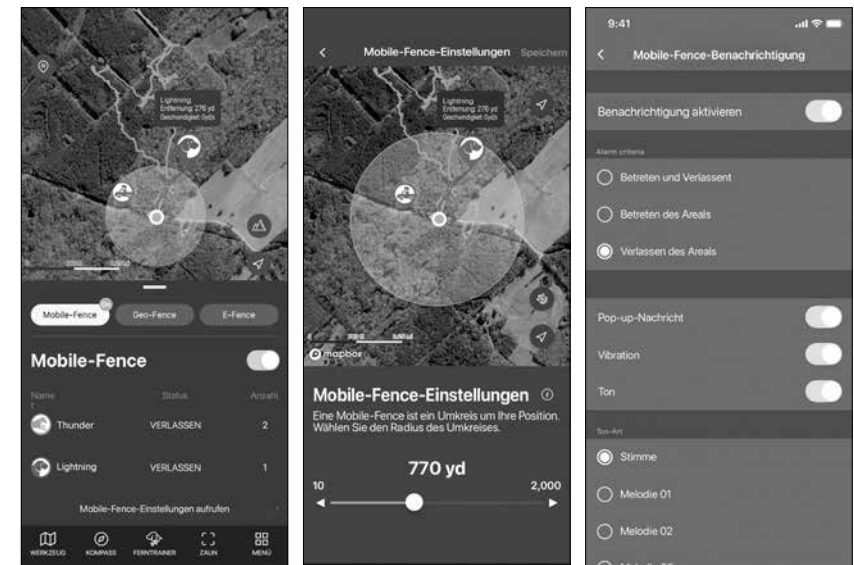 Lightning
Entfernung: 276 yd
Geschwindigkeit: 0yd/s
Mobile-Fence
On
Geo-Fence
E-Fence
Mobile-Fence
Name
Status
Anzahl
Thunder
VERLASSEN
2
Lightning
VERLASSEN
1
Mobile-Fence-Einstellungen aufrufen
WERKZEUG
KOMPASS
FERNTRAINER
ZAUN
MENÜ
Mobile-Fence-Einstellungen
Speichern
Lightning
Entfernung: 276 yd
Geschwindigkeit: 0yd/s
mapbox
Mobile-Fence-Einstellungen
Eine Mobile-Fence ist ein Umkreis um Ihre Position.
Wählen Sie den Radius des Umkreises.
770 yd
10
2,000
9:41
Mobile-Fence-Benachrichtigung
Benachrichtigung aktivieren
Alarm criteria
Betreten und Verlassent
Betreten des Areals
Verlassen des Areals
Pop-up-Nachricht
Vibration
Ton
Ton-Art
Stimme
Melodie 01
Melodie 02